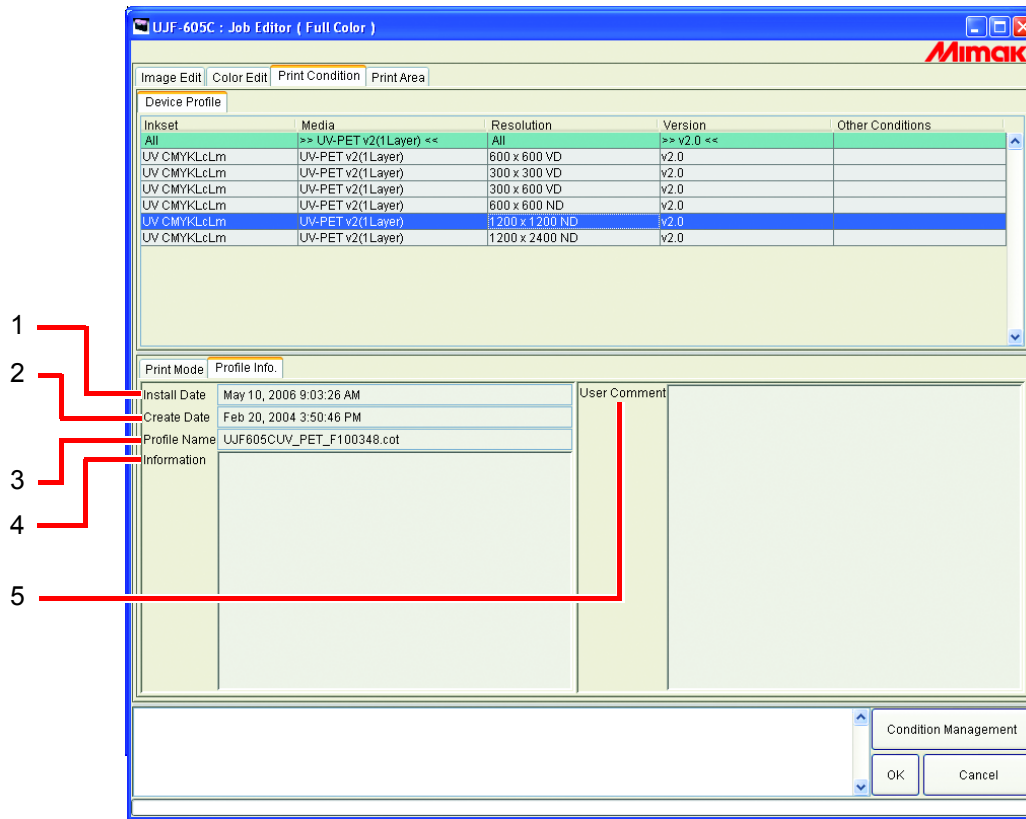 UJF-605C : Job Editor ( Full Color )
Mimaki
Image Edit Color Edit Print Condition Print Area
Device Profile
Inkset Media Resolution Version Other Conditions
All >> UV-PET v2(1Layer) << All >> v2.0 <<
UV CMYKLcLm UV-PET v2(1Layer) 600 x 600 VD v2.0
UV CMYKLcLm UV-PET v2(1Layer) 300 x 300 VD v2.0
UV CMYKLcLm UV-PET v2(1Layer) 300 x 600 VD v2.0
UV CMYKLcLm UV-PET v2(1Layer) 600 x 600 ND v2.0
UV CMYKLcLm UV-PET v2(1Layer) 1200 x 1200 ND v2.0
UV CMYKLcLm UV-PET v2(1Layer) 1200 x 2400 ND v2.0
Print Mode Profile Info.
1 Install Date May 10, 2006 9:03:26 AM User Comment
2 Create Date Feb 20, 2004 3:50:46 PM
3 Profile Name UJF605CUV_PET_F100348.cot
4 Information
5
Condition Management
OK Cancel